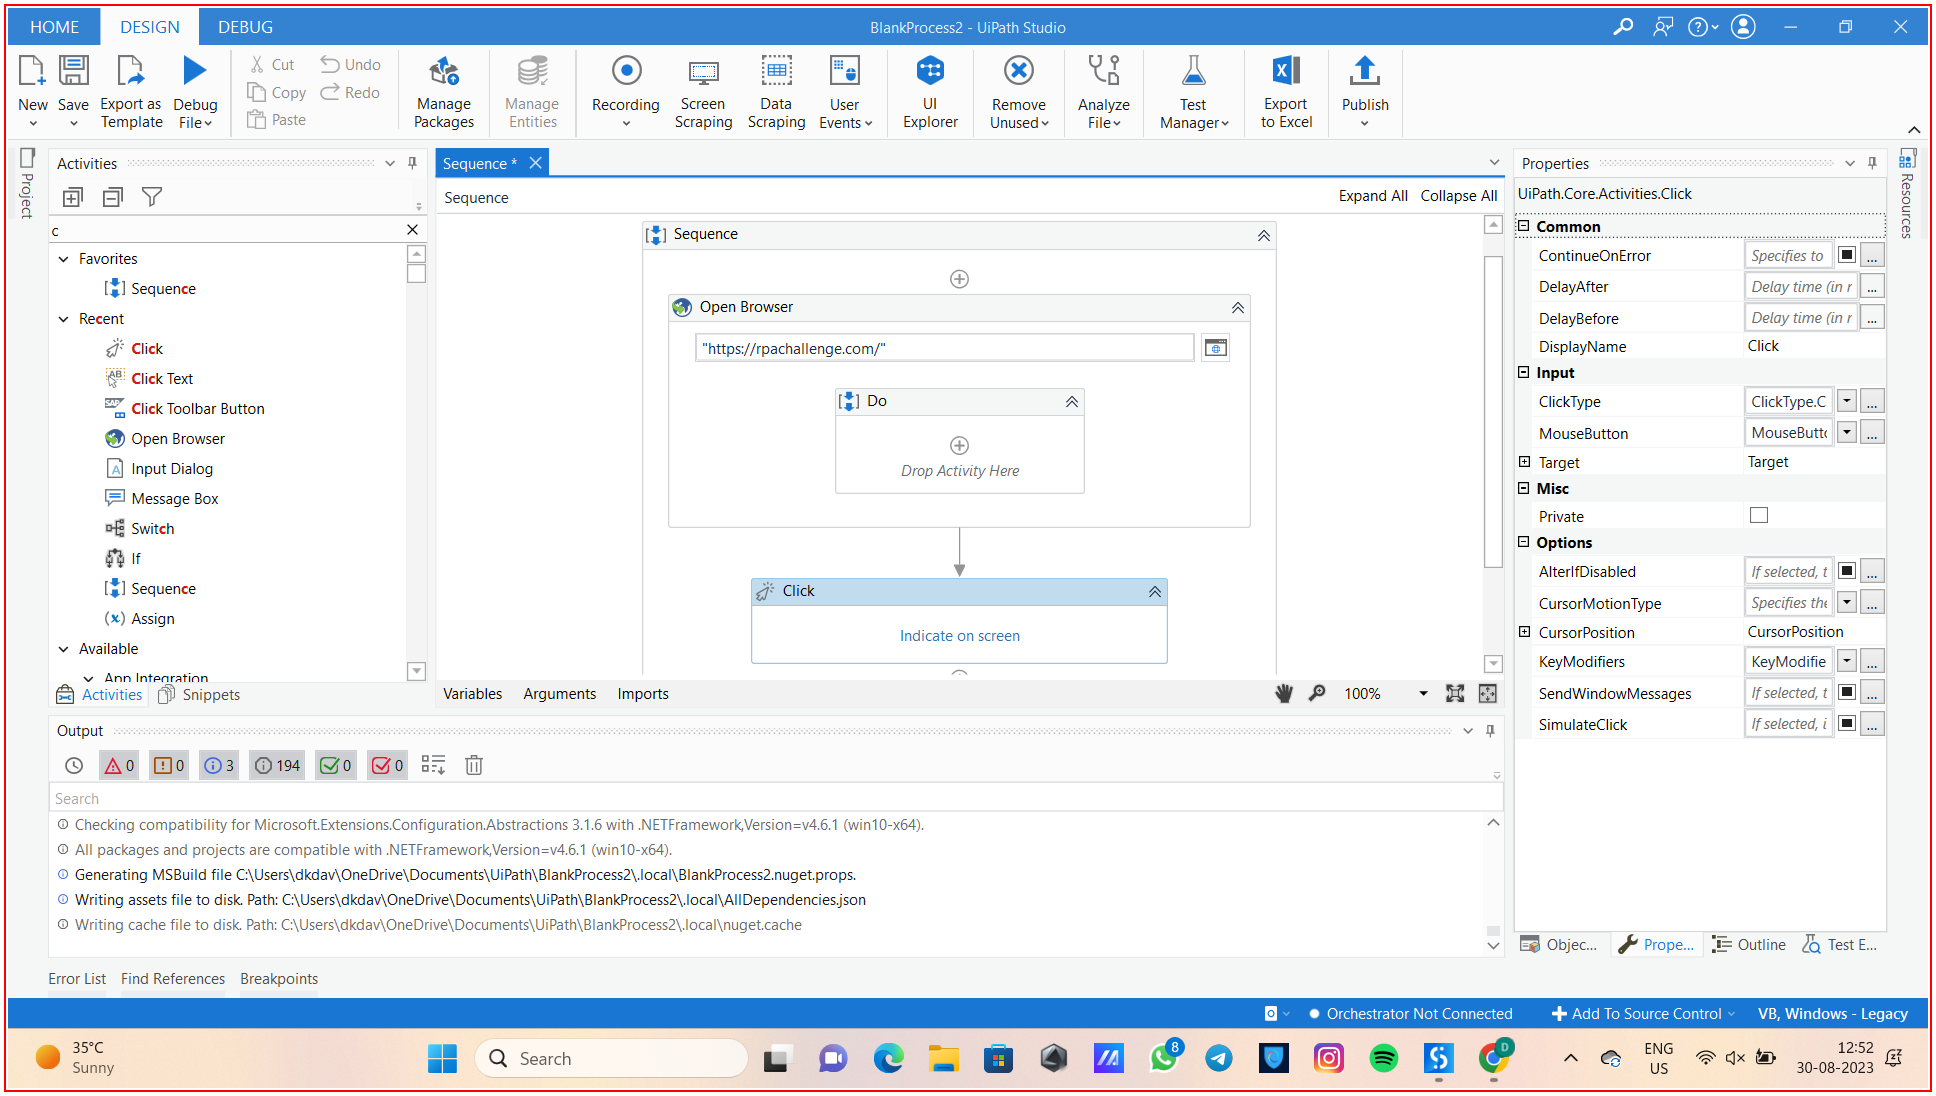 HOME DESIGN DEBUG BlankProcess2 - UiPath Studio
New Save Export as Template Debug File Cut Copy Paste Undo Redo Manage Packages Manage Entities Recording Screen Scraping Data Scraping User Events UI Explorer Remove Unused Analyze File Test Manager Export to Excel Publish
Project
Activities
c
Favorites
Sequence
Recent
Click
Click Text
Click Toolbar Button
Open Browser
Input Dialog
Message Box
Switch
If
Sequence
Assign
Available
App Integration
Activities Snippets
Sequence *
Sequence Expand All Collapse All
Sequence
Open Browser
"https://rpachallenge.com/"
Do
Drop Activity Here
Click
Indicate on screen
Variables Arguments Imports 100%
Output
0 0 3 194 0 0
Search
Checking compatibility for Microsoft.Extensions.Configuration.Abstractions 3.1.6 with .NETFramework,Version=v4.6.1 (win10-x64).
All packages and projects are compatible with .NETFramework,Version=v4.6.1 (win10-x64).
Generating MSBuild file C:\Users\dkdav\OneDrive\Documents\UiPath\BlankProcess2\.local\BlankProcess2.nuget.props.
Writing assets file to disk. Path: C:\Users\dkdav\OneDrive\Documents\UiPath\BlankProcess2\.local\AllDependencies.json
Writing cache file to disk. Path: C:\Users\dkdav\OneDrive\Documents\UiPath\BlankProcess2\.local\nuget.cache
Error List Find References Breakpoints
Properties
UiPath.Core.Activities.Click
Common
ContinueOnError Specifies to ...
DelayAfter Delay time (in r ...
DelayBefore Delay time (in r ...
DisplayName Click
Input
ClickType ClickType.C ...
MouseButton MouseButto ...
Target Target
Misc
Private
Options
AlterIfDisabled If selected, t ...
CursorMotionType Specifies the ...
CursorPosition CursorPosition
KeyModifiers KeyModifie ...
SendWindowMessages If selected, t ...
SimulateClick If selected, i ...
Objec... Prope... Outline Test E...
Resources
Orchestrator Not Connected Add To Source Control VB, Windows - Legacy
35°C
Sunny
Search
8
D
ENG
US
12:52
30-08-2023